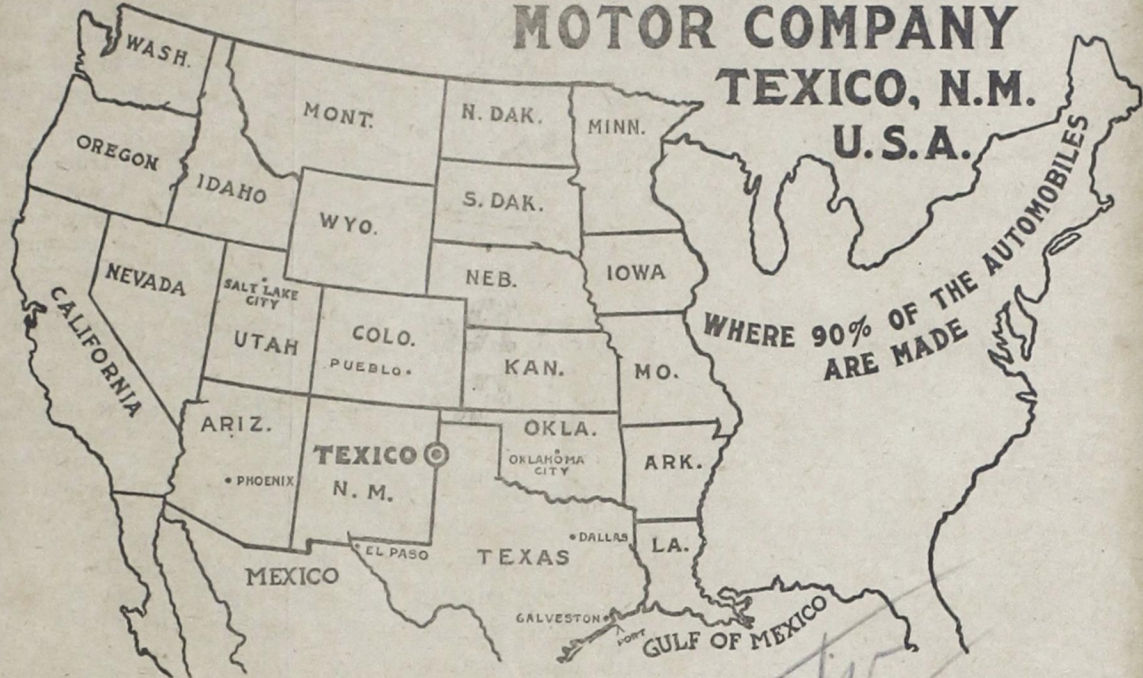 MOTOR COMPANY
TEXICO, N.M.
U.S.A.
WASH.
MONT.
N. DAK.
MINN.
OREGON
IDAHO
WYO.
S. DAK.
NEVADA
SALT LAKE
CITY
UTAH
NEB.
IOWA
CALIFORNIA
COLO.
PUEBLO
KAN.
MO.
WHERE 90% OF THE AUTOMOBILES
ARE MADE
ARIZ.
PHOENIX
TEXICO
N. M.
OKLA.
OKLAHOMA
CITY
ARK.
EL PASO
MEXICO
TEXAS
DALLAS
LA.
GALVESTON
PORT
GULF OF MEXICO